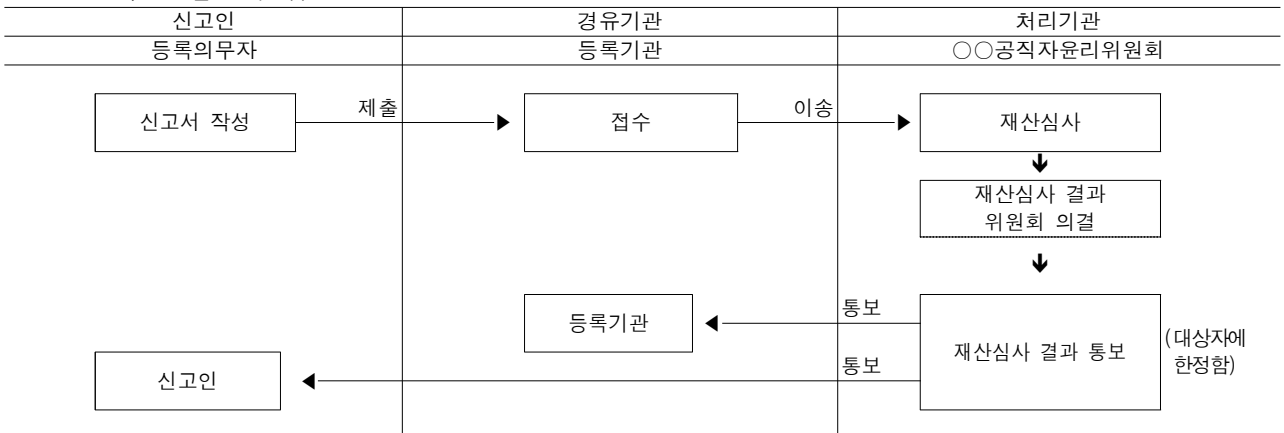 신고인 경유기관 처리기관
등록의무자 등록기관 ○○공직자윤리위원회
신고서 작성 제출 접수 이송 재산심사
재산심사 결과
위원회 의결
등록기관 통보
재산심사 결과 통보
(대상자에
한정함)
신고인 통보